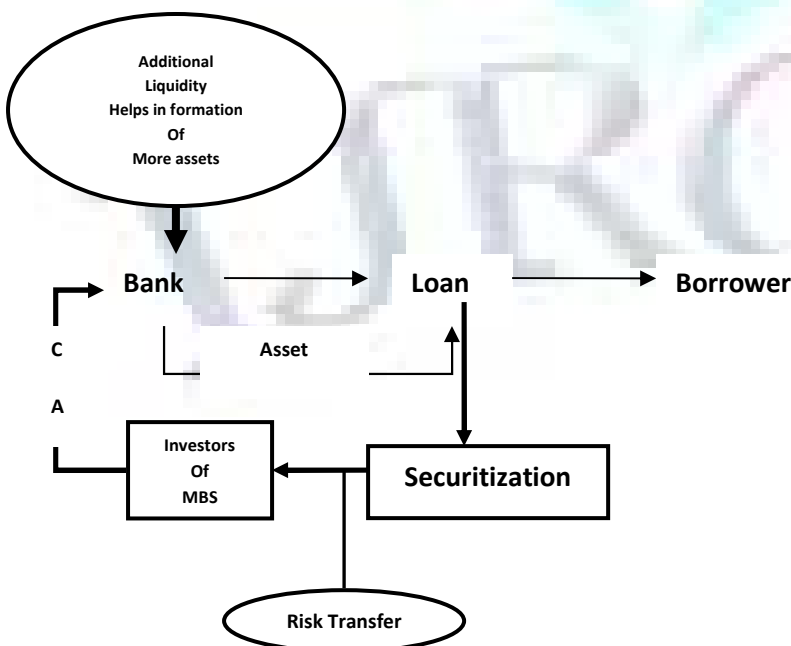 Additional
Liquidity
Helps in formation
Of
More assets
Bank
Loan
Borrower
C
Asset
A
Investors
Of
MBS
Securitization
Risk Transfer